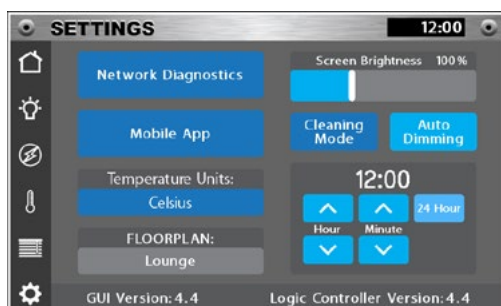 SETTINGS
12:00
Network Diagnostics
Screen Brightness 100%
Mobile App
Cleaning
Mode
Auto
Dimming
Temperature Units:
Celsius
12:00
24 Hour
Hour
Minute
FLOORPLAN:
Lounge
GUI Version: 4.4
Logic Controller Version: 4.4